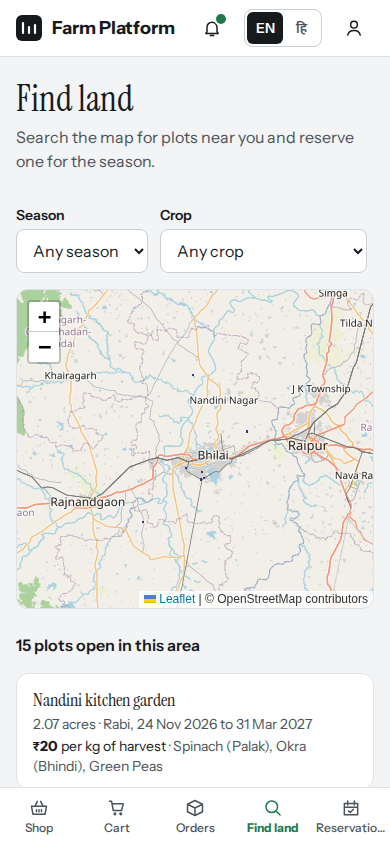 Farm Platform
EN हिं
Find land
Search the map for plots near you and reserve
one for the season.
Season Crop
Any season Any crop
+
−
Simga
Tilda N
Khairagarh
J K Township
Nandini Nagar
Bhilai
Raipur
Ra
Nava Ra
Rajnandgaon
aon
Leaflet | © OpenStreetMap contributors
15 plots open in this area
Nandini kitchen garden
2.07 acres · Rabi, 24 Nov 2026 to 31 Mar 2027
₹20 per kg of harvest · Spinach (Palak), Okra
(Bhindi), Green Peas
Shop Cart Orders Find land Reservatio...